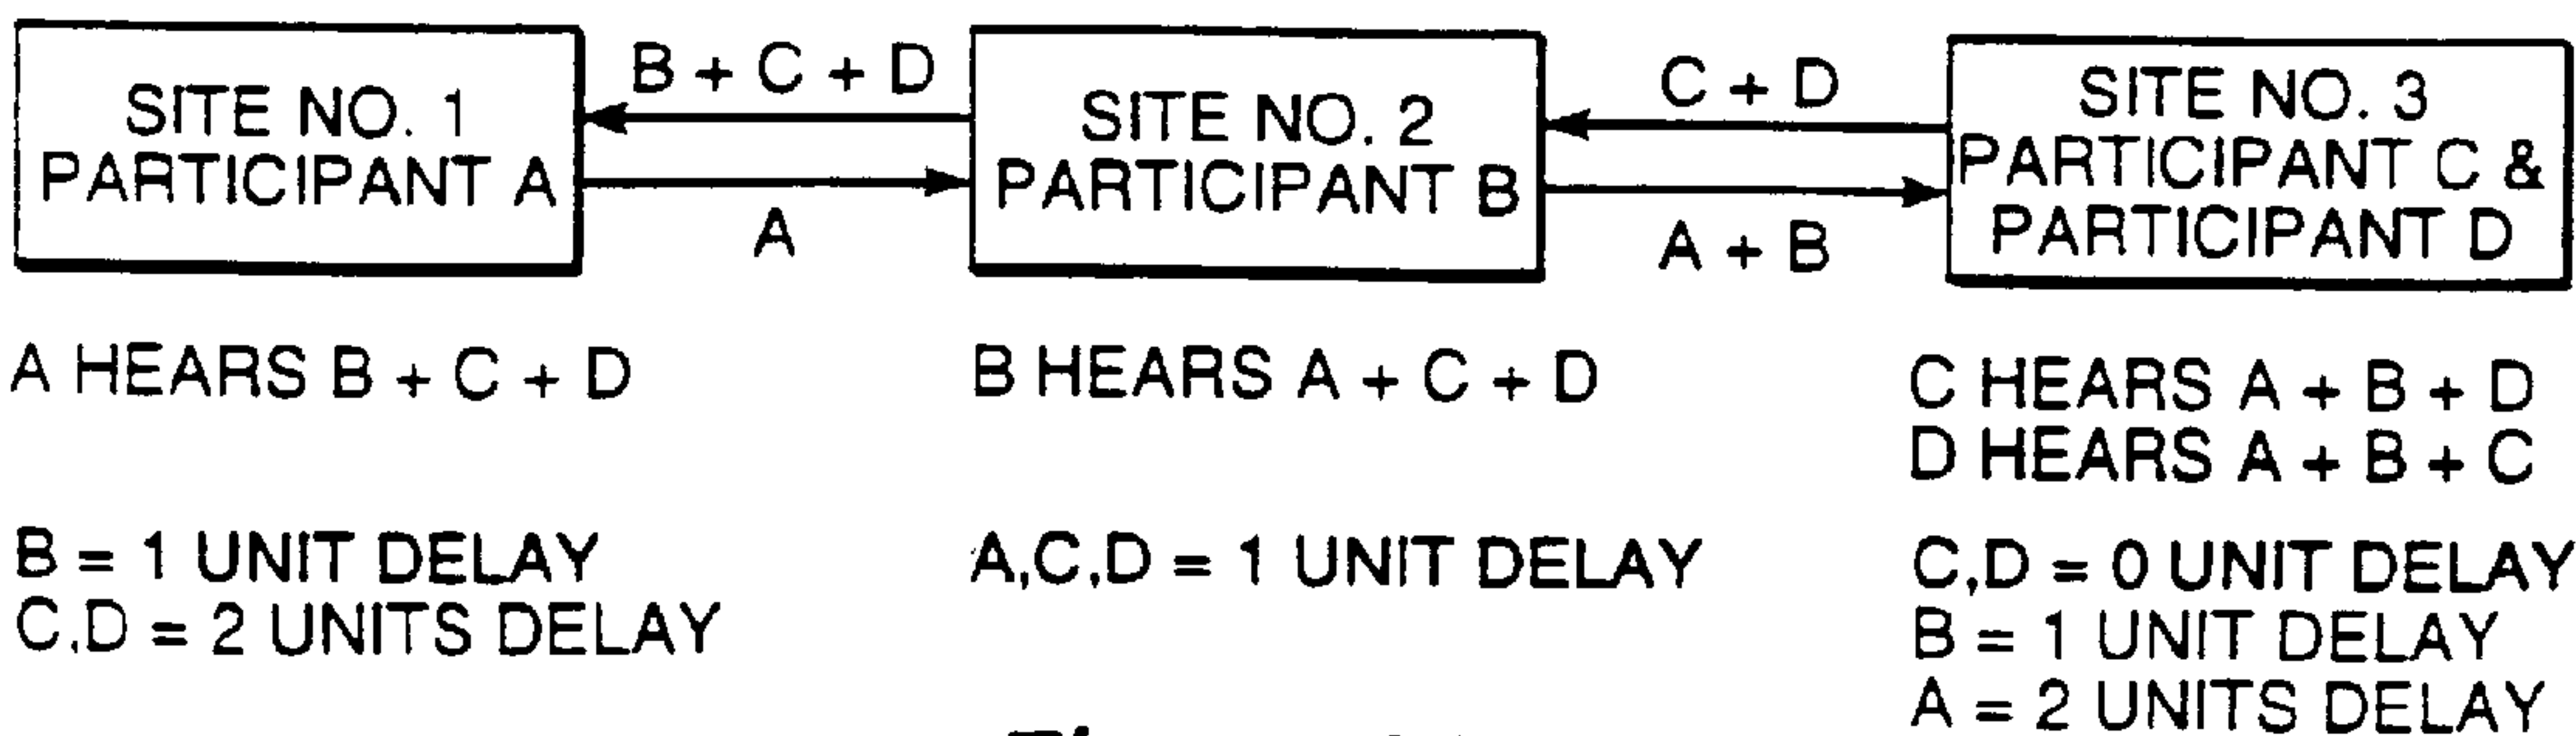 SITE NO. 1
PARTICIPANT A
B + C + D
A
SITE NO. 2
PARTICIPANT B
C + D
A + B
SITE NO. 3
PARTICIPANT C &
PARTICIPANT D
A HEARS B + C + D
B = 1 UNIT DELAY
C,D = 2 UNITS DELAY
B HEARS A + C + D
A,C,D = 1 UNIT DELAY
C HEARS A + B + D
D HEARS A + B + C
C,D = 0 UNIT DELAY
B = 1 UNIT DELAY
A = 2 UNITS DELAY